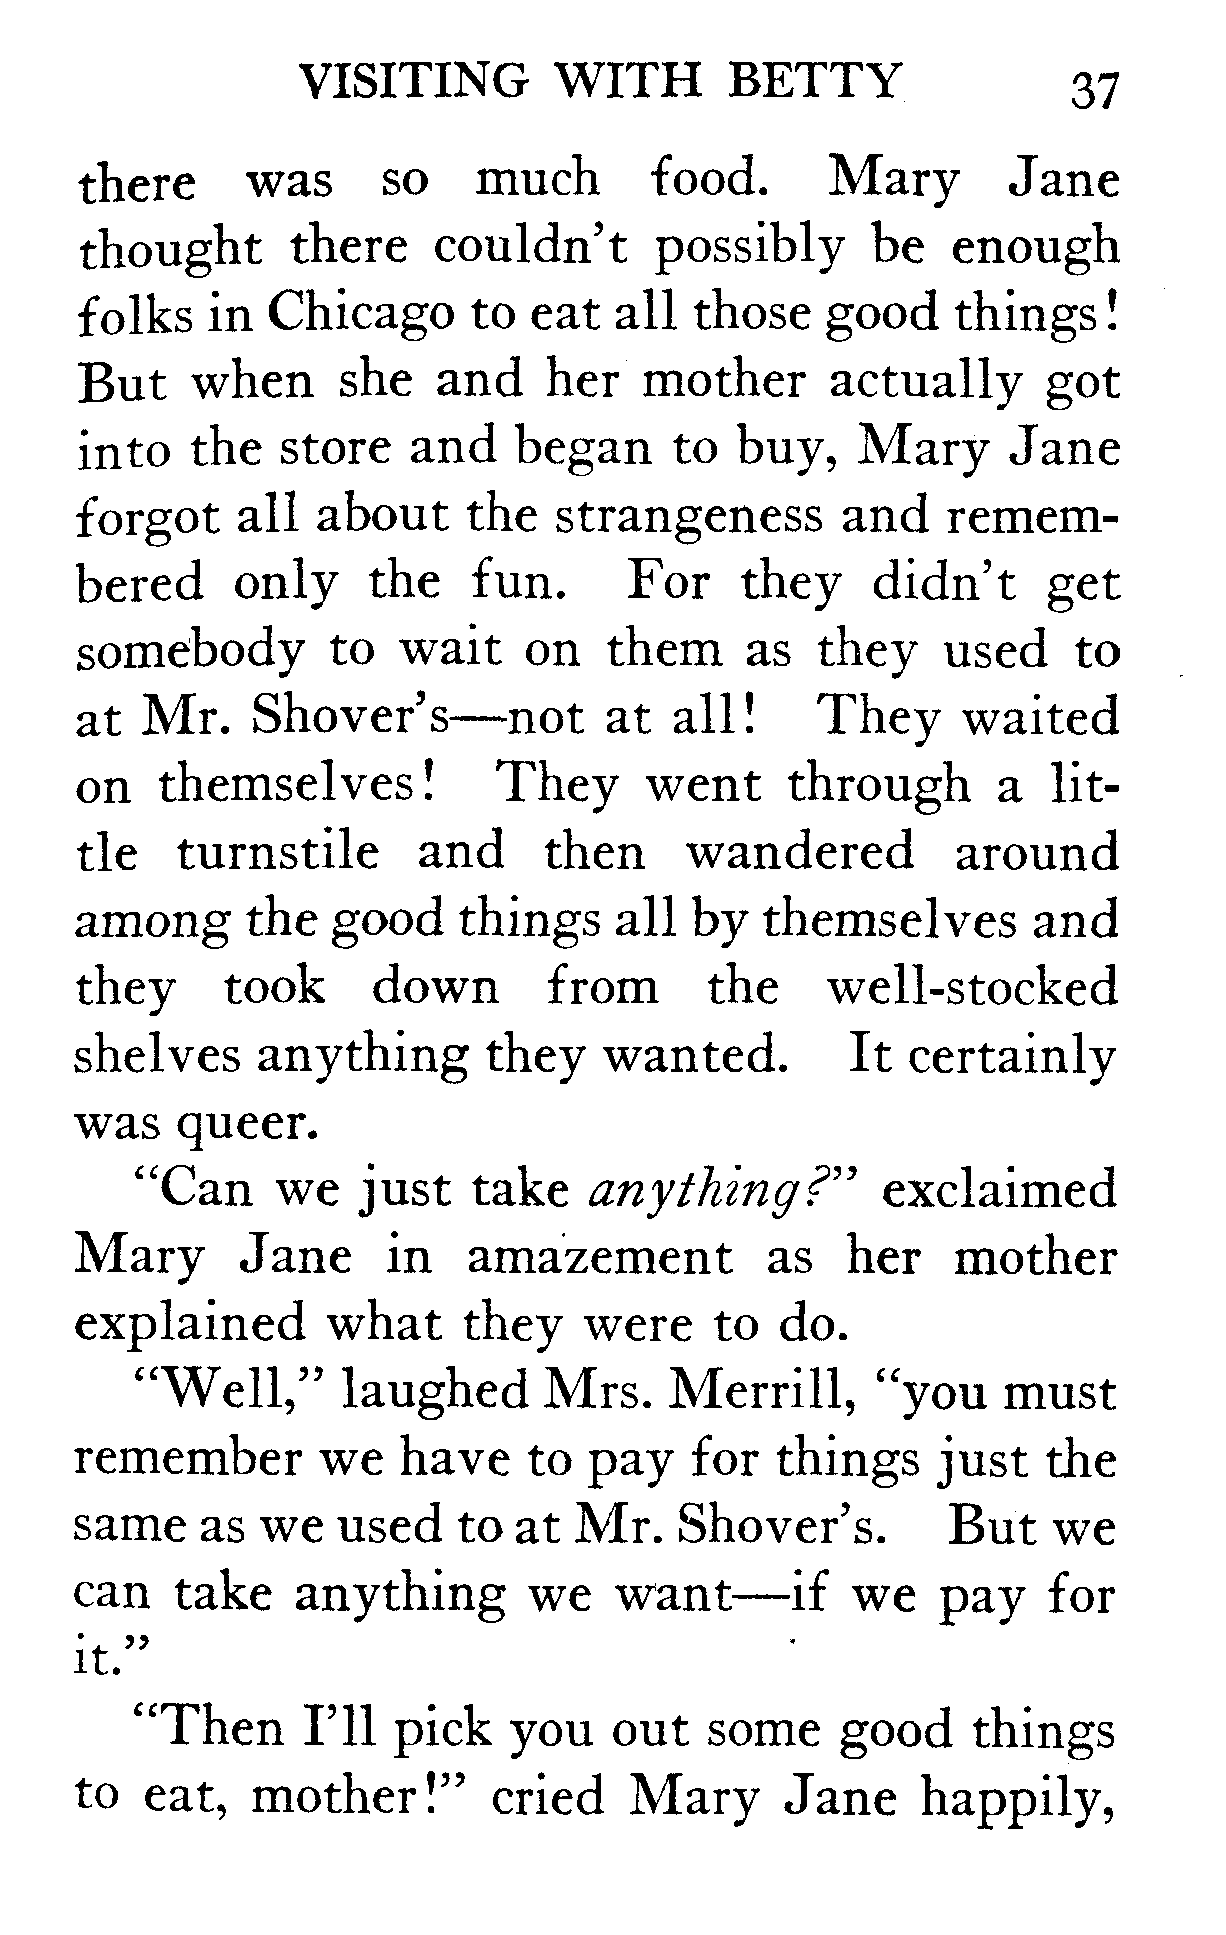 VISITING WITH BETTY 37
there was so much food. Mary Jane
thought there couldn't possibly be enough
folks in Chicago to eat all those good things!
But when she and her mother actually got
into the store and began to buy, Mary Jane
forgot all about the strangeness and remem-
bered only the fun. For they didn't get
somebody to wait on them as they used to
at Mr. Shover's—not at all! They waited
on themselves! They went through a lit-
tle turnstile and then wandered around
among the good things all by themselves and
they took down from the well-stocked
shelves anything they wanted. It certainly
was queer.
"Can we just take anything?" exclaimed
Mary Jane in amazement as her mother
explained what they were to do.
"Well," laughed Mrs. Merrill, "you must
remember we have to pay for things just the
same as we used to at Mr. Shover's. But we
can take anything we want—if we pay for
it."
"Then I'll pick you out some good things
to eat, mother!" cried Mary Jane happily,